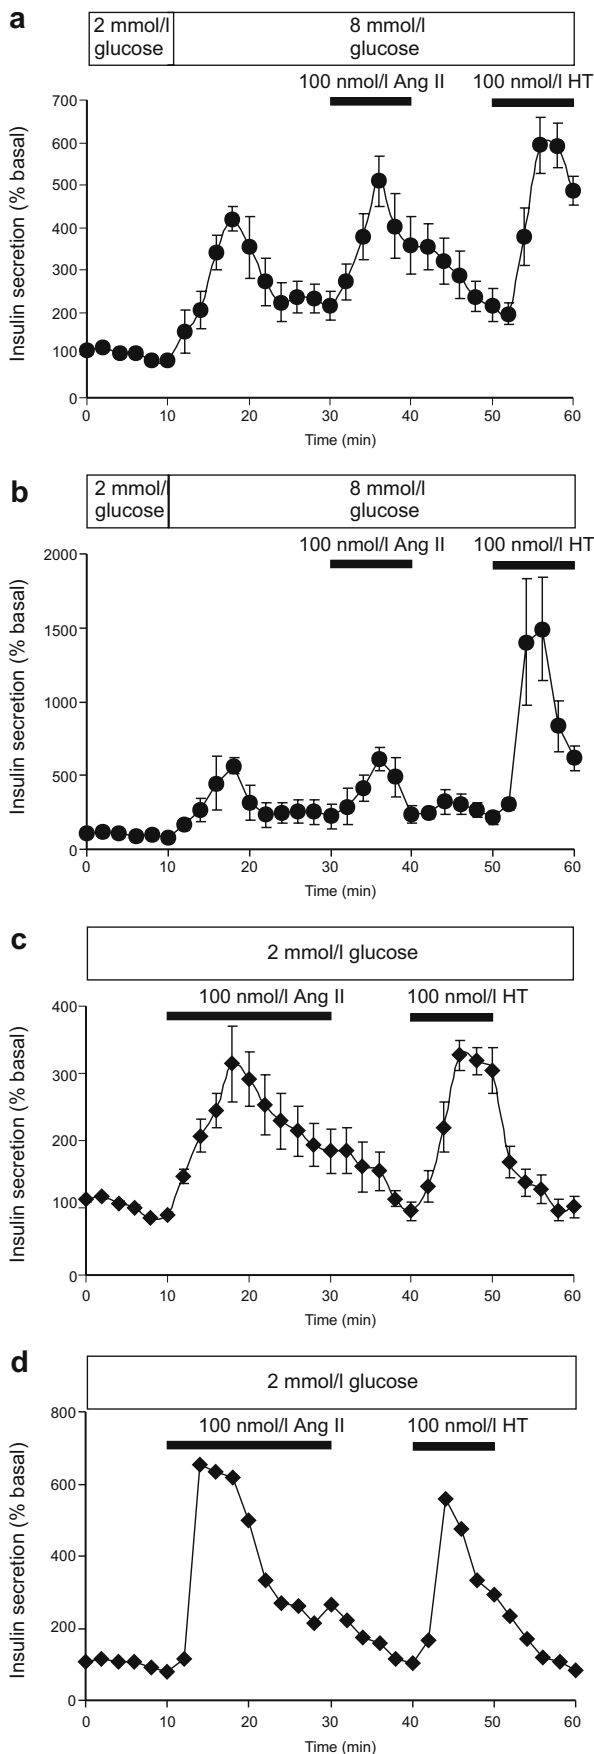 a
2 mmol/l
glucose
8 mmol/l
glucose
100 nmol/l Ang II
100 nmol/l HT
Insulin secretion (% basal)
700
600
500
400
300
200
100
0
0 10 20 30 40 50 60
Time (min)
b
2 mmol/l
glucose
8 mmol/l
glucose
100 nmol/l Ang II
100 nmol/l HT
Insulin secretion (% basal)
2000
1500
1000
500
0
0 10 20 30 40 50 60
Time (min)
c
2 mmol/l glucose
100 nmol/l Ang II
100 nmol/l HT
Insulin secretion (% basal)
400
300
200
100
0
0 10 20 30 40 50 60
Time (min)
d
2 mmol/l glucose
100 nmol/l Ang II
100 nmol/l HT
Insulin secretion (% basal)
800
600
400
200
0
0 10 20 30 40 50 60
Time (min)